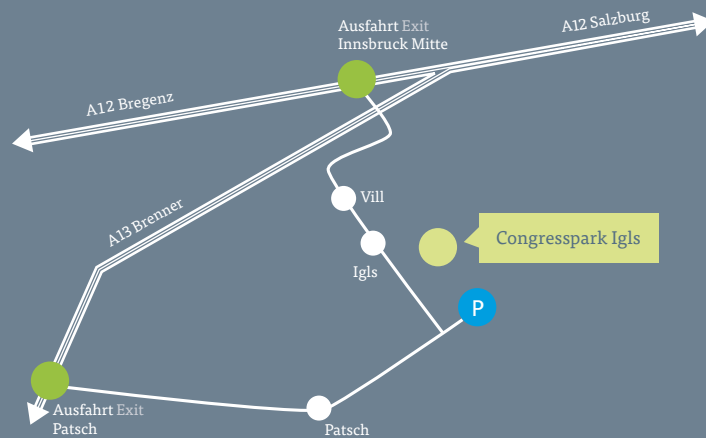 A12 Salzburg
Ausfahrt Exit
Innsbruck Mitte
A12 Bregenz
Vill
A13 Brenner
Congresspark Igls
Igls
P
Ausfahrt Exit
Patsch
Patsch